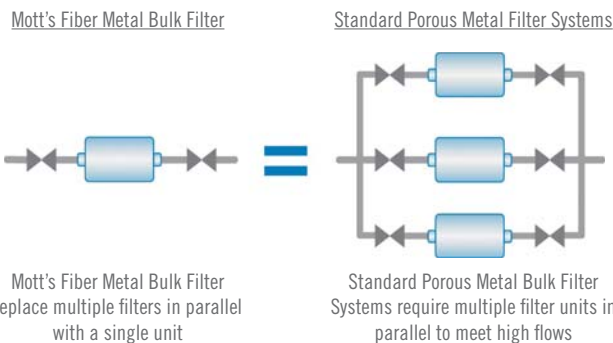 Mott's Fiber Metal Bulk Filter
Standard Porous Metal Filter Systems
Mott's Fiber Metal Bulk Filter
eplace multiple filters in parallel
with a single unit
Standard Porous Metal Bulk Filter
Systems require multiple filter units in
parallel to meet high flows